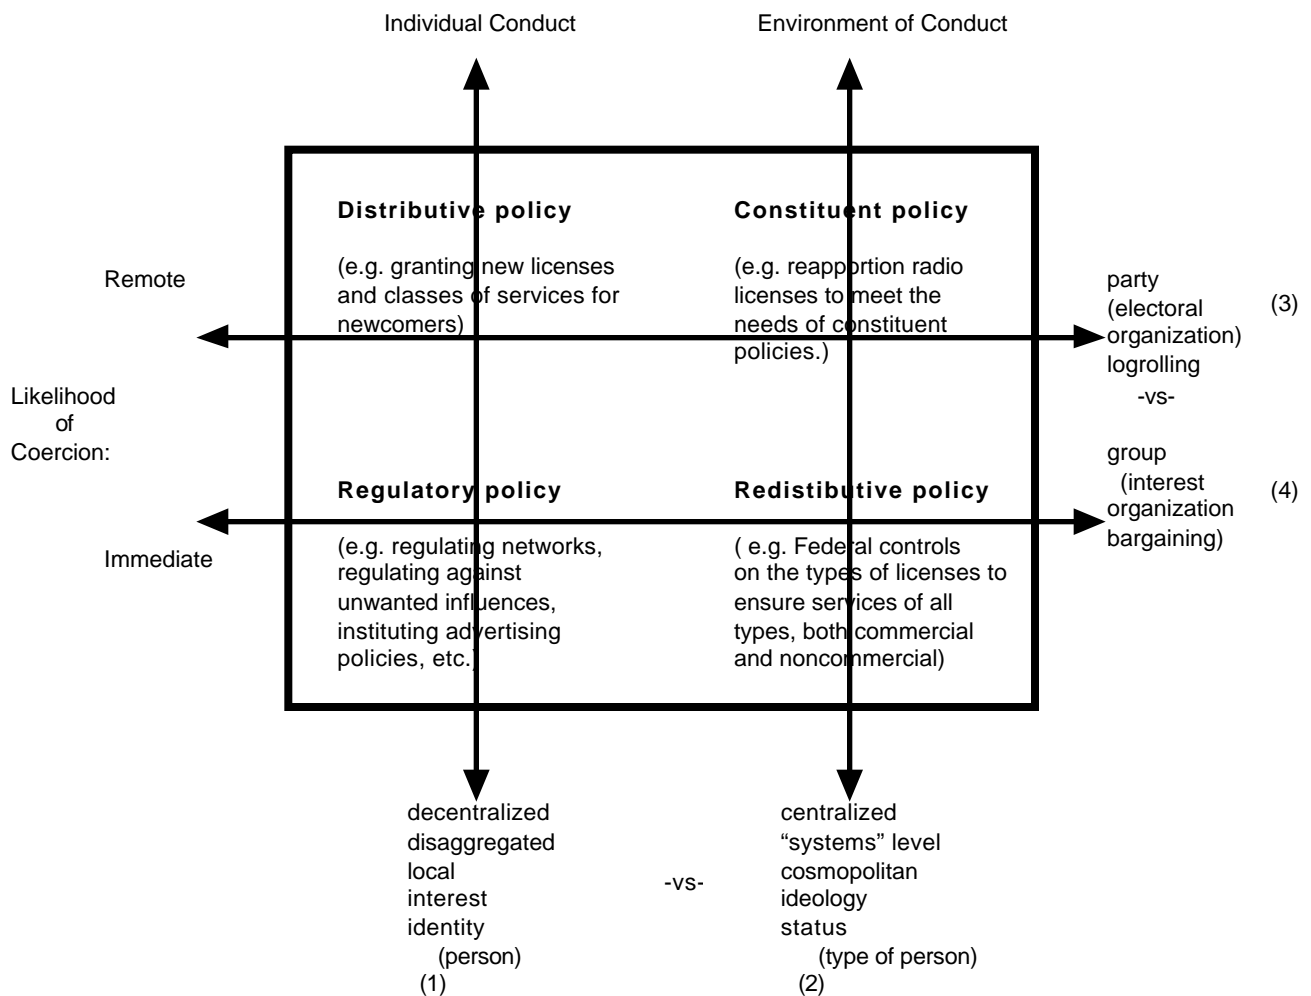 Individual Conduct
Environment of Conduct
Distributive policy
(e.g. granting new licenses
and classes of services for
newcomers)
Constituent policy
(e.g. reapportion radio
licenses to meet the
needs of constituent
policies.)
Remote
Likelihood
of
Coercion:
Immediate
party
(electoral
organization)
logrolling
(3)
-vs-
group
(interest
organization
bargaining)
(4)
Regulatory policy
(e.g. regulating networks,
regulating against
unwanted influences,
instituting advertising
policies, etc.)
Redistibutive policy
( e.g. Federal controls
on the types of licenses to
ensure services of all
types, both commercial
and noncommercial)
decentralized
disaggregated
local
interest
identity
(person)
(1)
-vs-
centralized
“systems” level
cosmopolitan
ideology
status
(type of person)
(2)